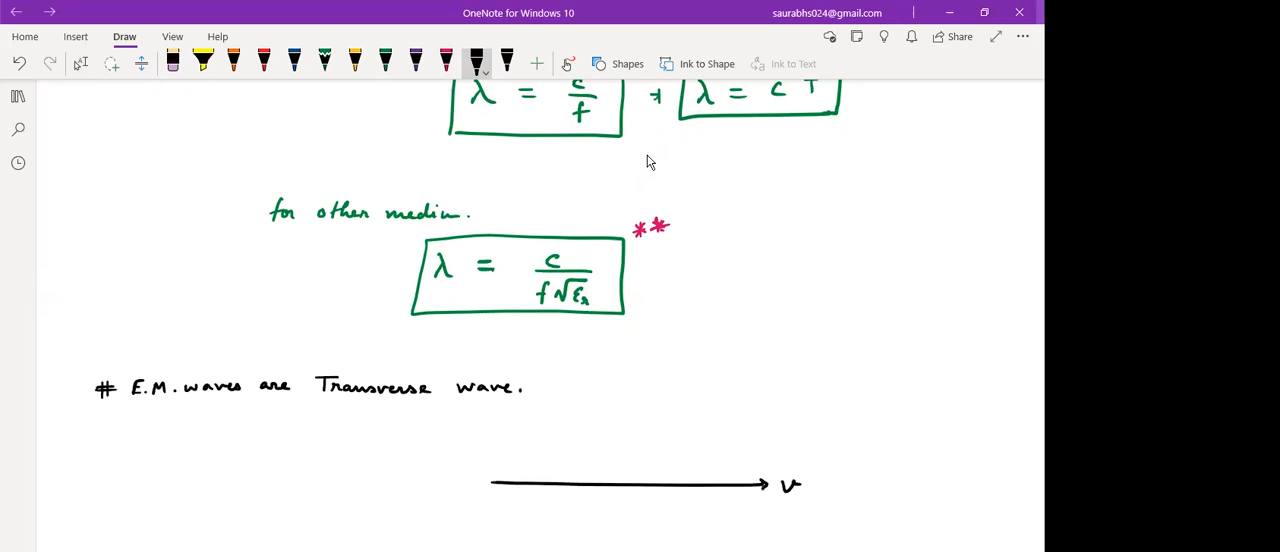 OneNote for Windows 10
saurabhs024@gmail.com
Home Insert Draw View Help
Share
Shapes Ink to Shape Ink to Text
λ = c/f , λ = c T
for other medium.
**
λ = c/(f√εr)
# E.M. waves are Transverse wave.
v